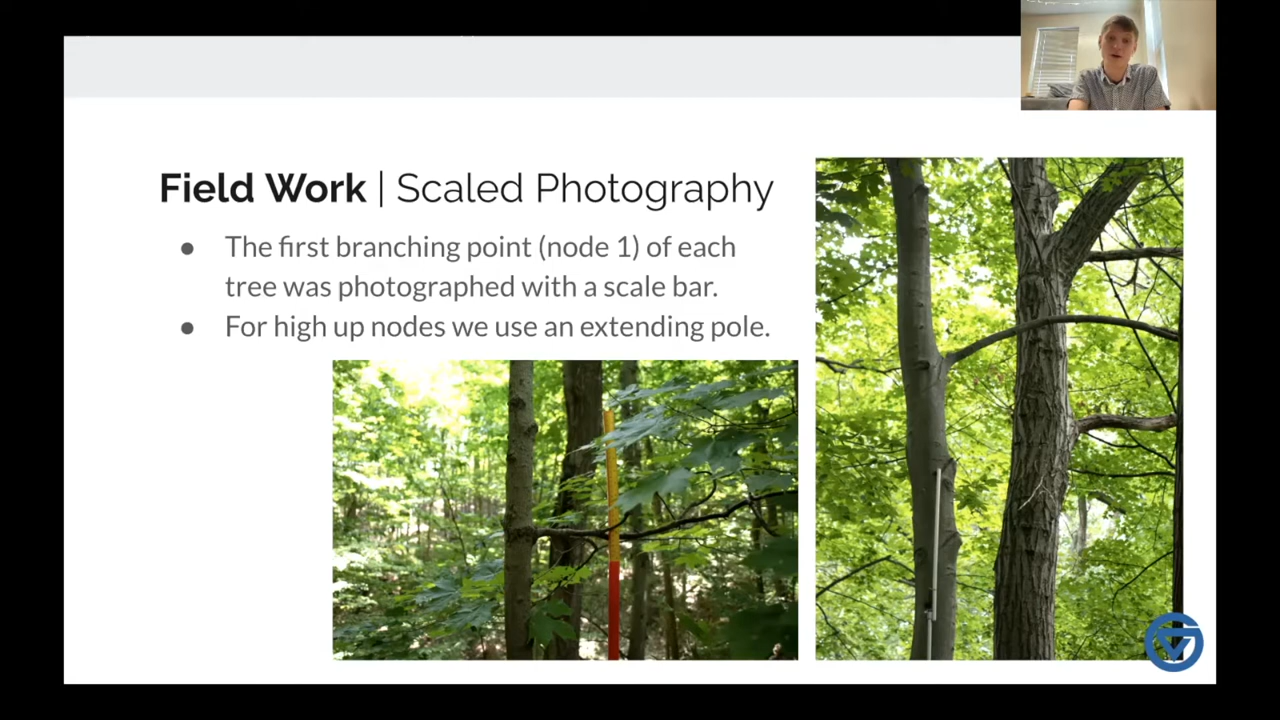 Field Work | Scaled Photography
● The first branching point (node 1) of each
tree was photographed with a scale bar.
● For high up nodes we use an extending pole.